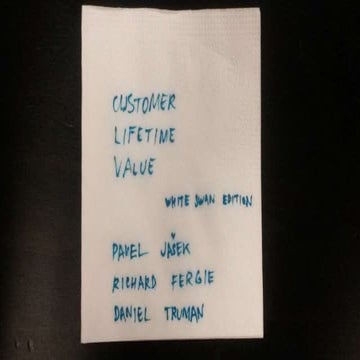 CUSTOMER
LIFETIME
VALUE
WHITE SWAN EDITION
PAVEL JAŠEK
RICHARD FERGIE
DANIEL TRUMAN